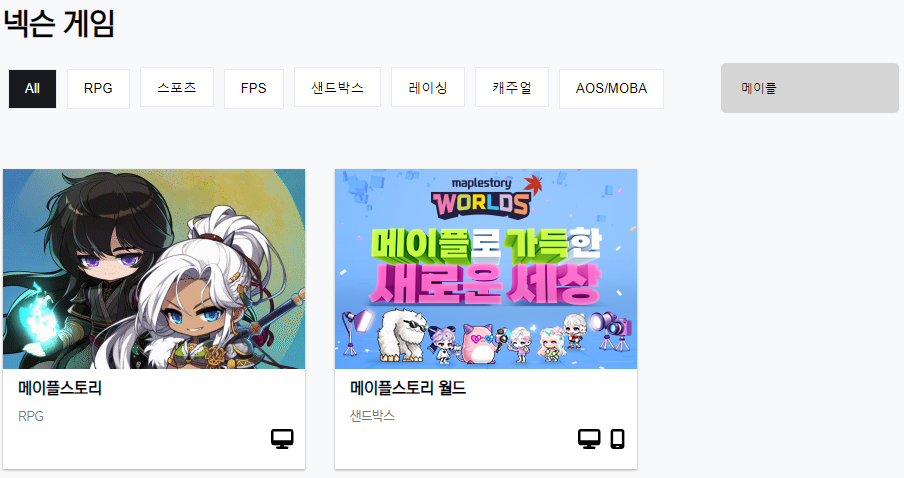 넥슨 게임
All
RPG
스포츠
FPS
샌드박스
레이싱
캐주얼
AOS/MOBA
메이플
maplestory
WORLDS
메이플로 가득한
새로운 세상
메이플스토리
RPG
메이플스토리 월드
샌드박스